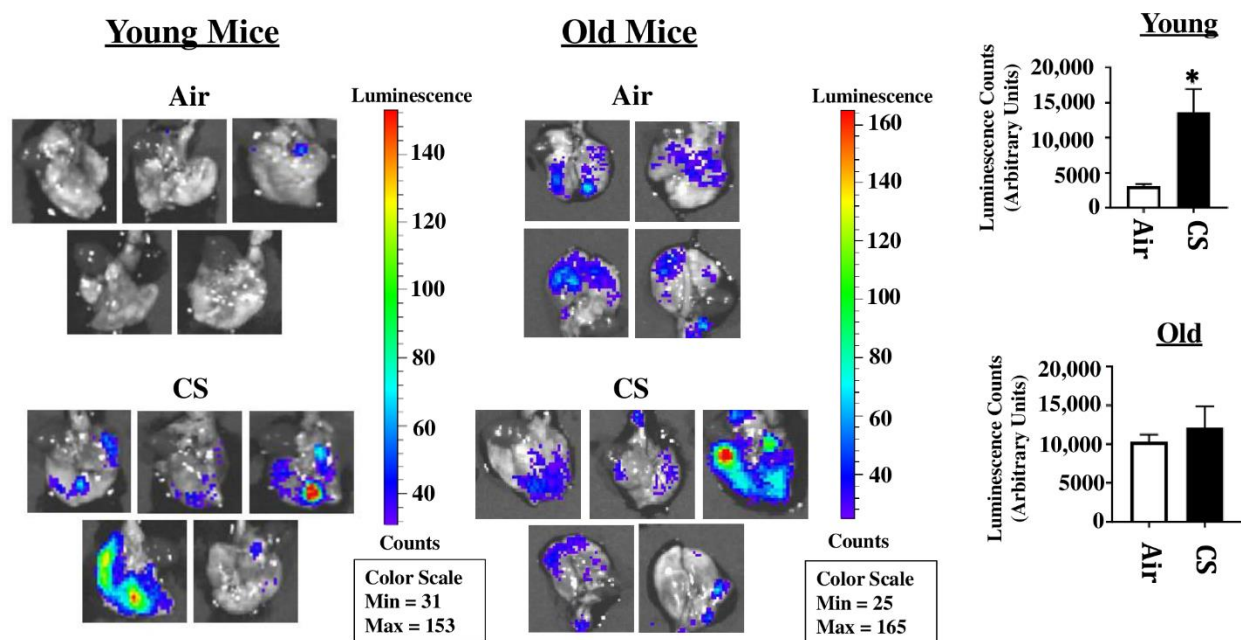 Young Mice
Air
Luminescence
140
120
100
80
60
40
Counts
Color Scale
Min = 31
Max = 153
CS
Old Mice
Air
Luminescence
160
140
120
100
80
60
40
Counts
Color Scale
Min = 25
Max = 165
CS
Young
Luminescence Counts
(Arbitrary Units)
20,000
15,000
10,000
5000
0
*
Air
CS
Old
Luminescence Counts
(Arbitrary Units)
20,000
15,000
10,000
5000
0
Air
CS